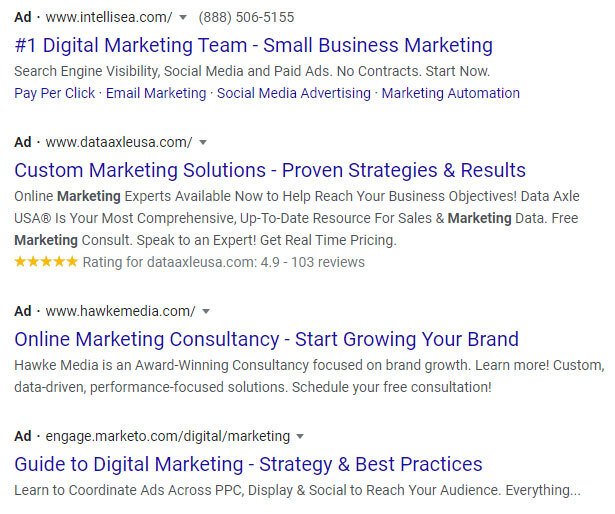 Ad · www.intellisea.com/ (888) 506-5155
#1 Digital Marketing Team - Small Business Marketing
Search Engine Visibility, Social Media and Paid Ads. No Contracts. Start Now.
Pay Per Click · Email Marketing · Social Media Advertising · Marketing Automation
Ad · www.dataaxleusa.com/
Custom Marketing Solutions - Proven Strategies & Results
Online Marketing Experts Available Now to Help Reach Your Business Objectives! Data Axle
USA® Is Your Most Comprehensive, Up-To-Date Resource For Sales & Marketing Data. Free
Marketing Consult. Speak to an Expert! Get Real Time Pricing.
★★★★★ Rating for dataaxleusa.com: 4.9 - 103 reviews
Ad · www.hawkemedia.com/
Online Marketing Consultancy - Start Growing Your Brand
Hawke Media is an Award-Winning Consultancy focused on brand growth. Learn more! Custom,
data-driven, performance-focused solutions. Schedule your free consultation!
Ad · engage.marketo.com/digital/marketing
Guide to Digital Marketing - Strategy & Best Practices
Learn to Coordinate Ads Across PPC, Display & Social to Reach Your Audience. Everything...